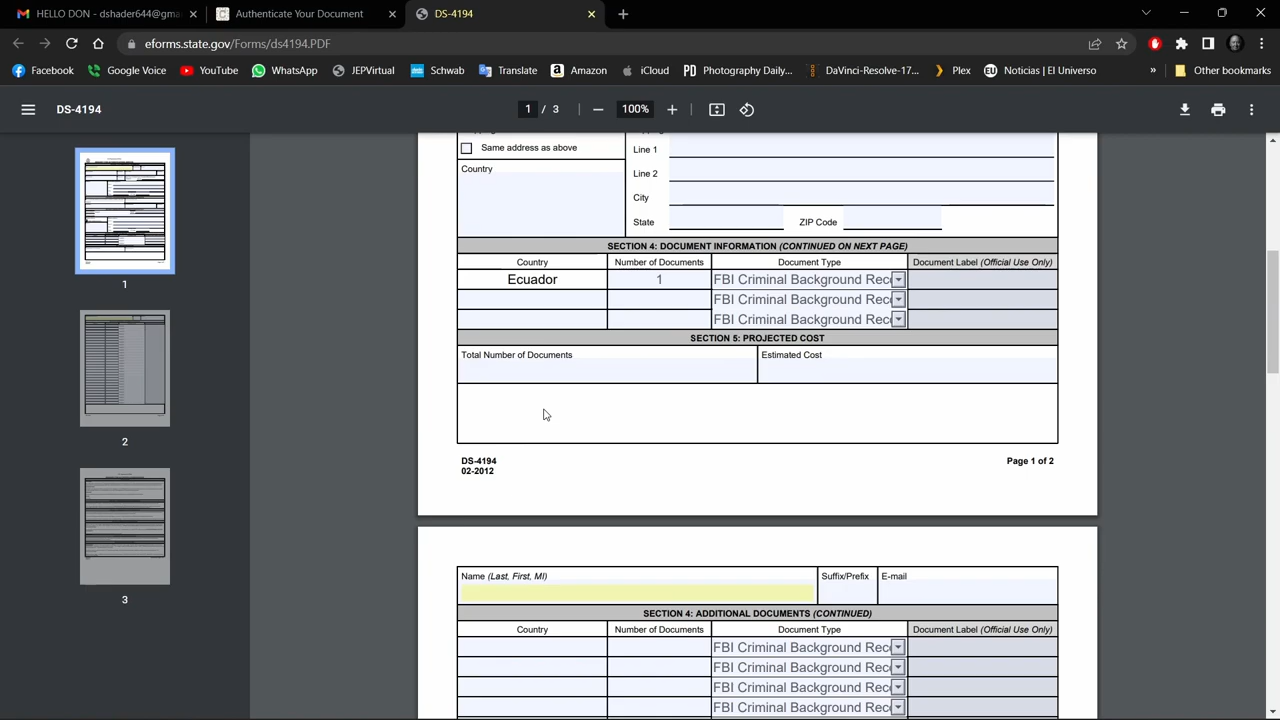 HELLO DON - dshader644@gma
Authenticate Your Document
DS-4194
eforms.state.gov/Forms/ds4194.PDF
Facebook
Google Voice
YouTube
WhatsApp
JEPVirtual
Schwab
Translate
Amazon
iCloud
PD Photography Daily...
DaVinci-Resolve-17...
Plex
EU Noticias | El Universo
»
Other bookmarks
DS-4194
1 / 3
100%
Same address as above
Line 1
Line 2
Country
City
State
ZIP Code
SECTION 4: DOCUMENT INFORMATION (CONTINUED ON NEXT PAGE)
Country Number of Documents Document Type Document Label (Official Use Only)
Ecuador 1 FBI Criminal Background Rec
FBI Criminal Background Rec
FBI Criminal Background Rec
SECTION 5: PROJECTED COST
Total Number of Documents Estimated Cost
DS-4194
02-2012
Page 1 of 2
Name (Last, First, MI) Suffix/Prefix E-mail
SECTION 4: ADDITIONAL DOCUMENTS (CONTINUED)
Country Number of Documents Document Type Document Label (Official Use Only)
FBI Criminal Background Rec
FBI Criminal Background Rec
FBI Criminal Background Rec
FBI Criminal Background Rec
1
2
3